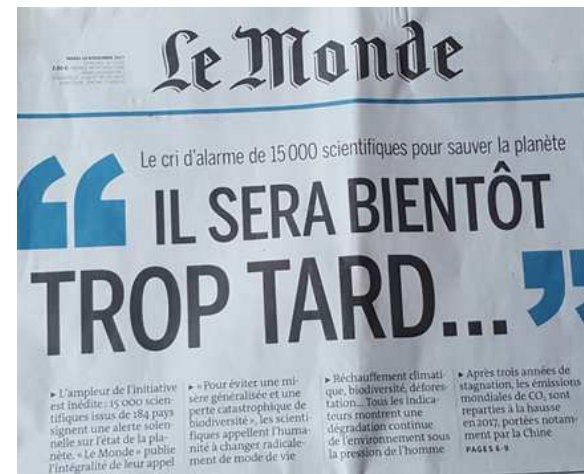 MARDI 14 NOVEMBRE 2017
Le Monde
Le cri d'alarme de 15 000 scientifiques pour sauver la planète
“ IL SERA BIENTÔT
TROP TARD... ”
▸ L'ampleur de l'initiative
est inédite : 15 000 scien-
tifiques issus de 184 pays
signent une alerte solen-
nelle sur l'état de la pla-
nète. « Le Monde » publie
l'intégralité de leur appel
▸ « Pour éviter une mi-
sère généralisée et une
perte catastrophique de
biodiversité », les scienti-
fiques appellent l'huma-
nité à changer radicale-
ment de mode de vie
▸ Réchauffement climati-
que, biodiversité, défores-
tation... Tous les indica-
teurs montrent une
dégradation continue
de l'environnement sous
la pression de l'homme
▸ Après trois années de
stagnation, les émissions
mondiales de CO₂ sont
reparties à la hausse
en 2017, portées notam-
ment par la Chine
PAGES 6-9